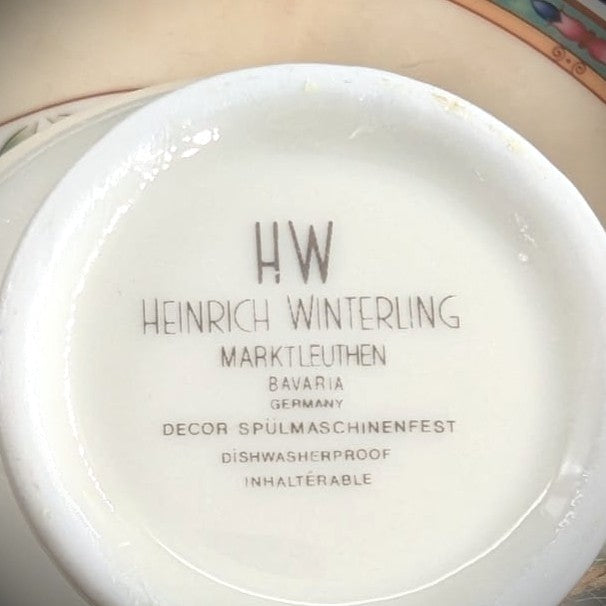 HW
HEINRICH WINTERLING
MARKTLEUTHEN
BAVARIA
GERMANY
DECOR SPÜLMASCHINENFEST
DISHWASHERPROOF
INHALTÉRABLE